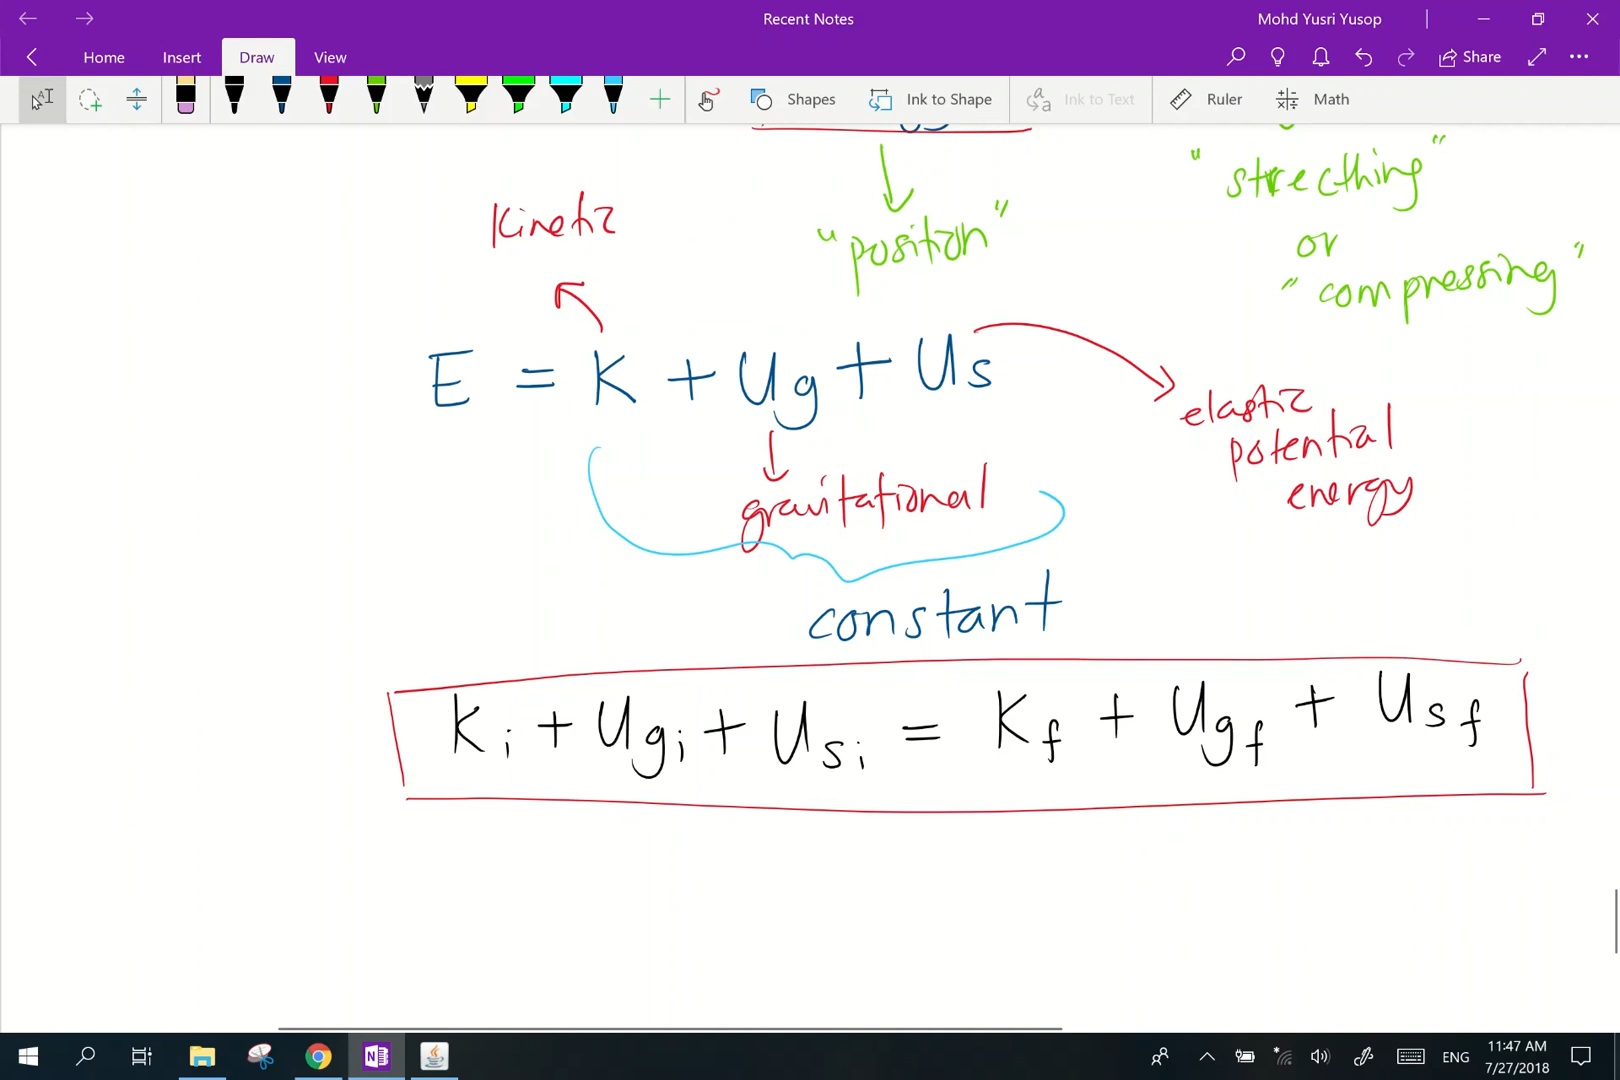 Recent Notes
Mohd Yusri Yusop
Home Insert Draw View
Share
Shapes Ink to Shape Ink to Text Ruler Math
"strecthing"
or
"compressing"
"position"
Kinetic
E = K + Ug + Us
elastic
potential
energy
gravitational
constant
Ki + Ugi + Usi = Kf + Ugf + Usf
ENG
11:47 AM
7/27/2018